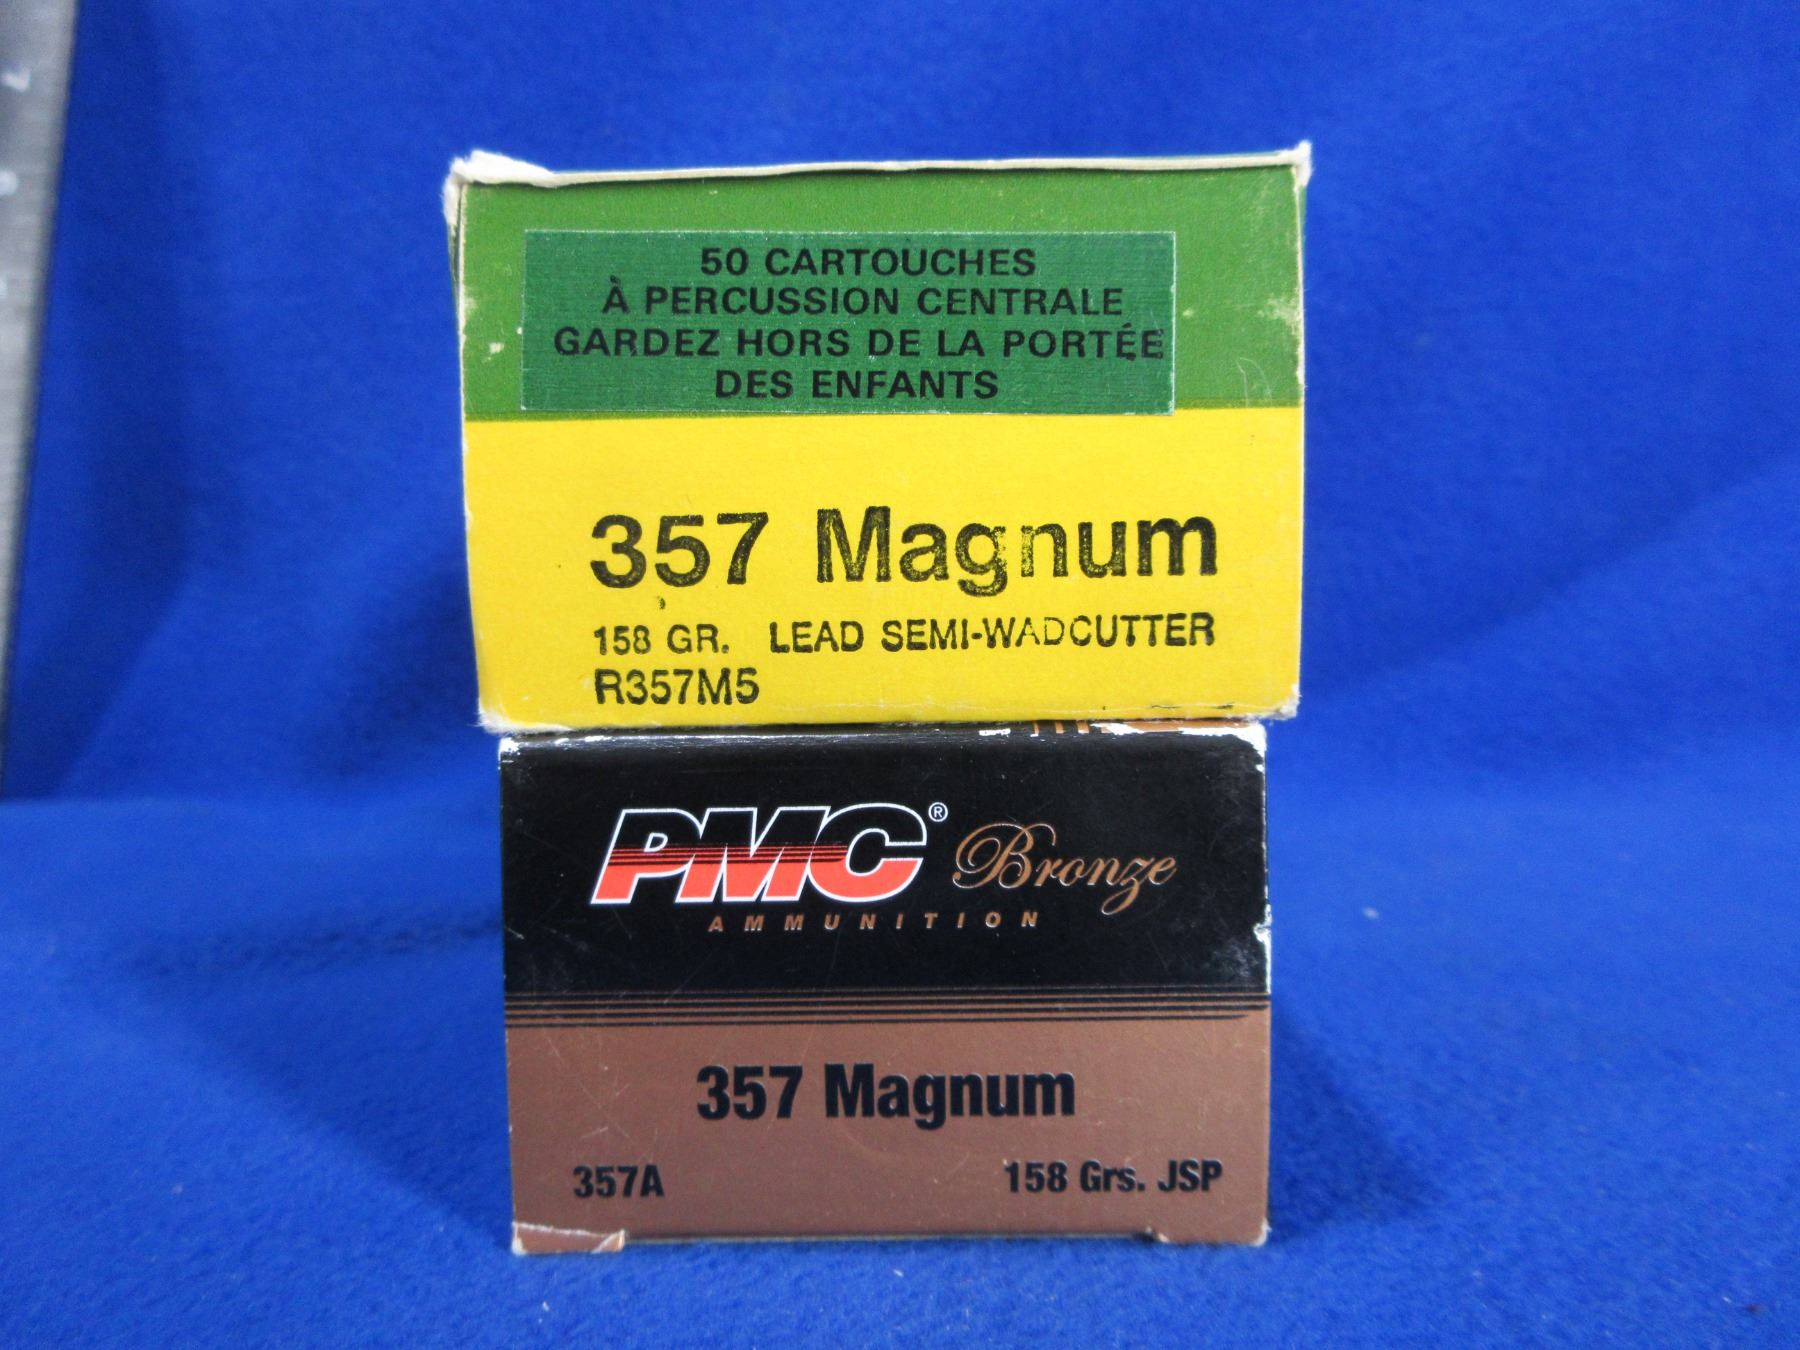 50 CARTOUCHES
À PERCUSSION CENTRALE
GARDEZ HORS DE LA PORTÉE
DES ENFANTS
357 Magnum
158 GR. LEAD SEMI-WADCUTTER
R357M5
PMC® Bronze
AMMUNITION
357 Magnum
357A 158 Grs. JSP